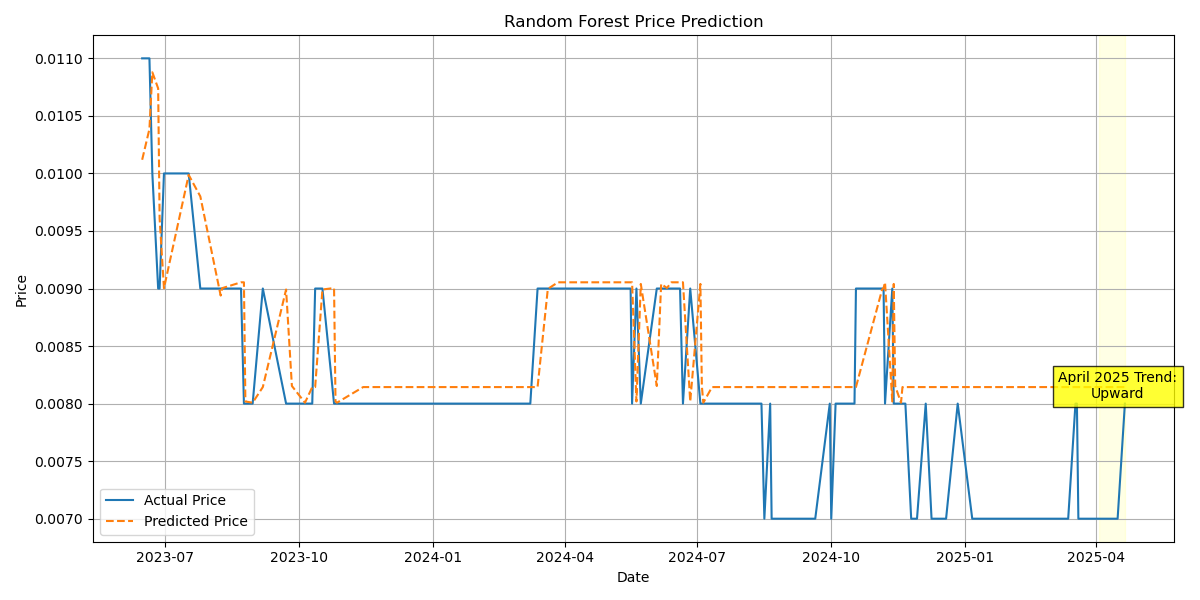 Random Forest Price Prediction
Price
0.0110
0.0105
0.0100
0.0095
0.0090
0.0085
0.0080
0.0075
0.0070
April 2025 Trend:
Upward
Actual Price
Predicted Price
2023-07
2023-10
2024-01
2024-04
2024-07
2024-10
2025-01
2025-04
Date